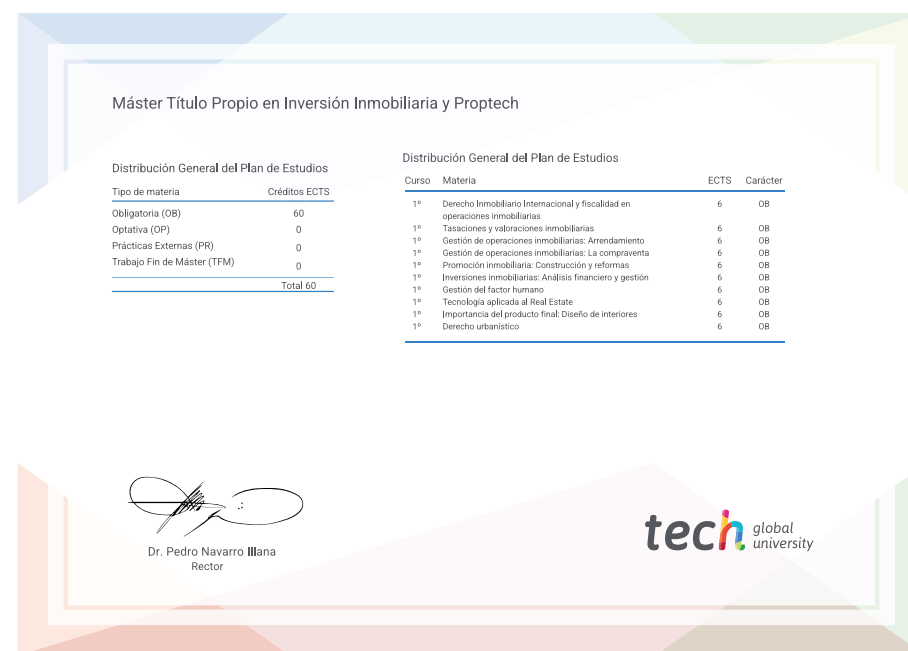 Máster Título Propio en Inversión Inmobiliaria y Proptech
Distribución General del Plan de Estudios
Tipo de materia Créditos ECTS
Obligatoria (OB) 60
Optativa (OP) 0
Prácticas Externas (PR) 0
Trabajo Fin de Máster (TFM) 0
Total 60
Distribución General del Plan de Estudios
Curso Materia ECTS Carácter
1º Derecho Inmobiliario Internacional y fiscalidad en 6 OB
operaciones inmobiliarias
1º Tasaciones y valoraciones inmobiliarias 6 OB
1º Gestión de operaciones inmobiliarias: Arrendamiento 6 OB
1º Gestión de operaciones inmobiliarias: La compraventa 6 OB
1º Promoción inmobiliaria: Construcción y reformas 6 OB
1º Inversiones inmobiliarias: Análisis financiero y gestión 6 OB
1º Gestión del factor humano 6 OB
1º Tecnología aplicada al Real Estate 6 OB
1º Importancia del producto final: Diseño de interiores 6 OB
1º Derecho urbanístico 6 OB
Dr. Pedro Navarro Illana
Rector
tech global
university